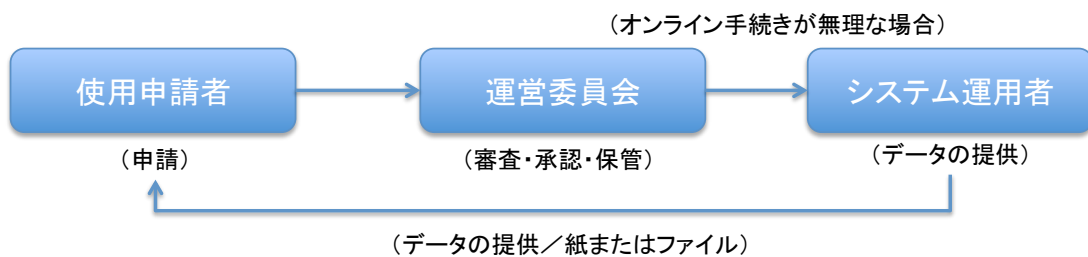 （オンライン手続きが無理な場合）
使用申請者
運営委員会
システム運用者
（申請）
（審査・承認・保管）
（データの提供）
（データの提供／紙またはファイル）